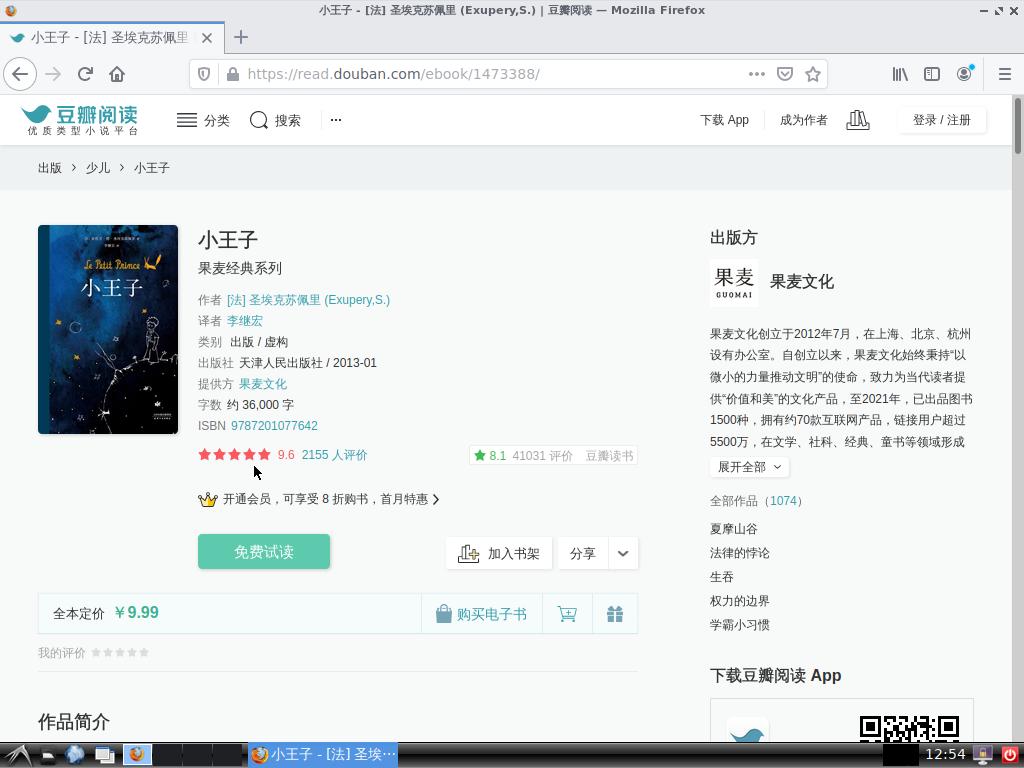 小王子 - [法] 圣埃克苏佩里 (Exupery,S.) | 豆瓣阅读 — Mozilla Firefox
小王子 - [法] 圣埃克苏佩里
https://read.douban.com/ebook/1473388/
豆瓣阅读
优质类型小说平台
分类
搜索
下载 App
成为作者
登录 / 注册
出版 > 少儿 > 小王子
Le Petit Prince
小王子
小王子
果麦经典系列
作者 [法] 圣埃克苏佩里 (Exupery,S.)
译者 李继宏
类别 出版 / 虚构
出版社 天津人民出版社 / 2013-01
提供方 果麦文化
字数 约 36,000 字
ISBN 9787201077642
9.6 2155 人评价
8.1 41031 评价 豆瓣读书
开通会员，可享受 8 折购书，首月特惠
免费试读
加入书架
分享
全本定价 ￥9.99
购买电子书
我的评价
作品简介
出版方
果麦
GUOMAI
果麦文化
果麦文化创立于2012年7月，在上海、北京、杭州
设有办公室。自创立以来，果麦文化始终秉持“以
微小的力量推动文明”的使命，致力为当代读者提
供“价值和美”的文化产品，至2021年，已出品图书
1500种，拥有约70款互联网产品，链接用户超过
5500万，在文学、社科、经典、童书等领域形成
展开全部
全部作品（1074）
夏摩山谷
法律的悖论
生吞
权力的边界
学霸小习惯
下载豆瓣阅读 App
小王子 - [法] 圣埃…
12:54